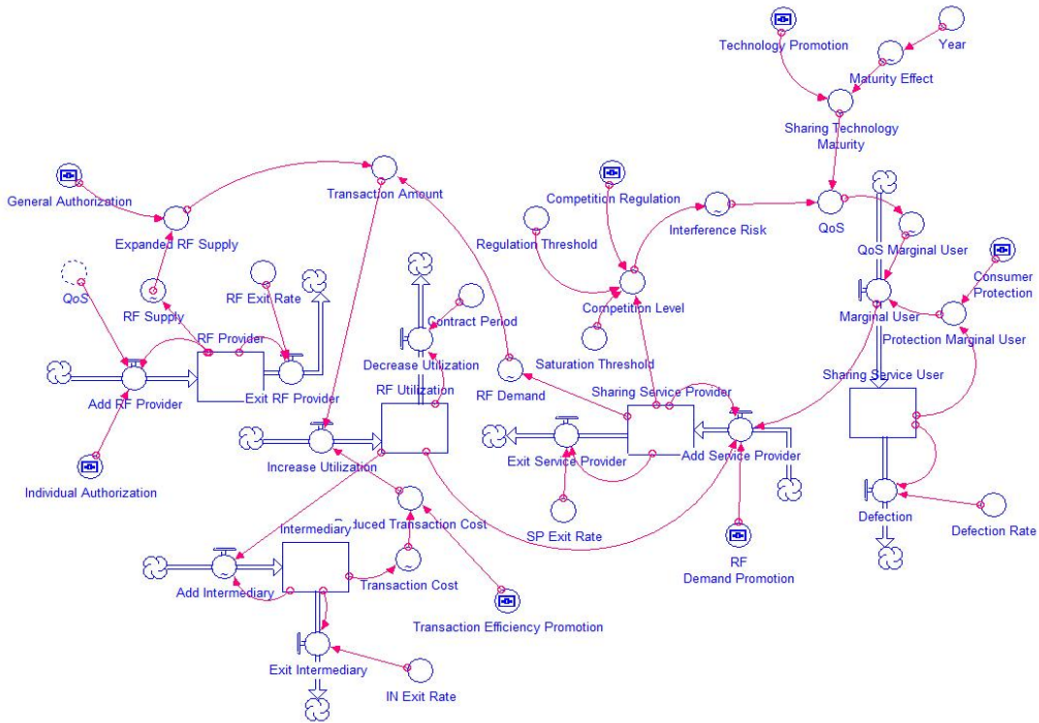 Technology Promotion
Year
Maturity Effect
Sharing Technology
Maturity
General Authorization
Transaction Amount
Competition Regulation
Expanded RF Supply
Regulation Threshold
Interference Risk
QoS
QoS Marginal User
Consumer
Protection
QoS
RF Supply
RF Exit Rate
Contract Period
Competition Level
Marginal User
Protection Marginal User
RF Provider
Decrease Utilization
Saturation Threshold
Add RF Provider
Exit RF Provider
RF Utilization
RF Demand
Sharing Service Provider
Sharing Service User
Increase Utilization
Exit Service Provider
Add Service Provider
Individual Authorization
Intermediary
Transaction Cost
SP Exit Rate
Defection
Defection Rate
Add Intermediary
Transaction Cost
RF
Demand Promotion
Transaction Efficiency Promotion
Exit Intermediary
IN Exit Rate